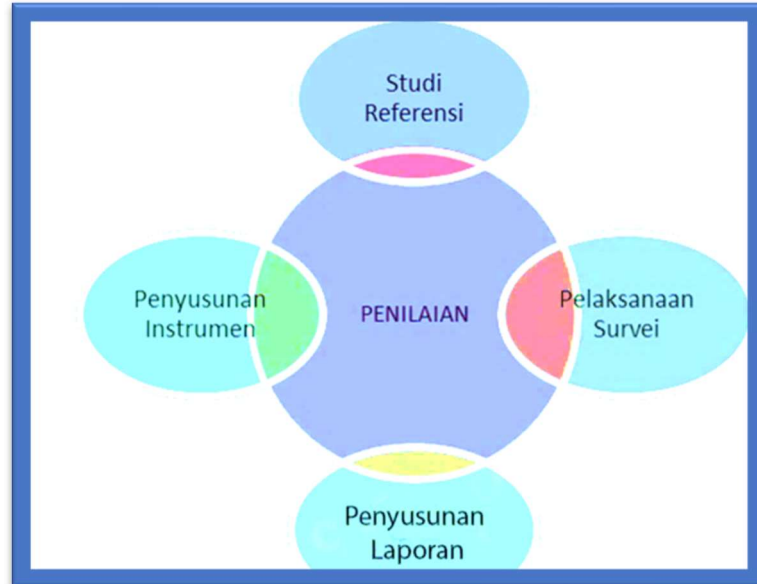 Studi
Referensi
Penyusunan
Instrumen
PENILAIAN
Pelaksanaan
Survei
Penyusunan
Laporan